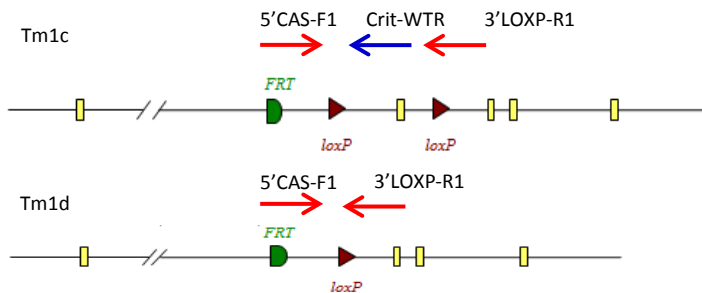 Tm1c
5'CAS-F1 Crit-WTR 3'LOXP-R1
FRT
loxP loxP
Tm1d
5'CAS-F1 3'LOXP-R1
FRT
loxP